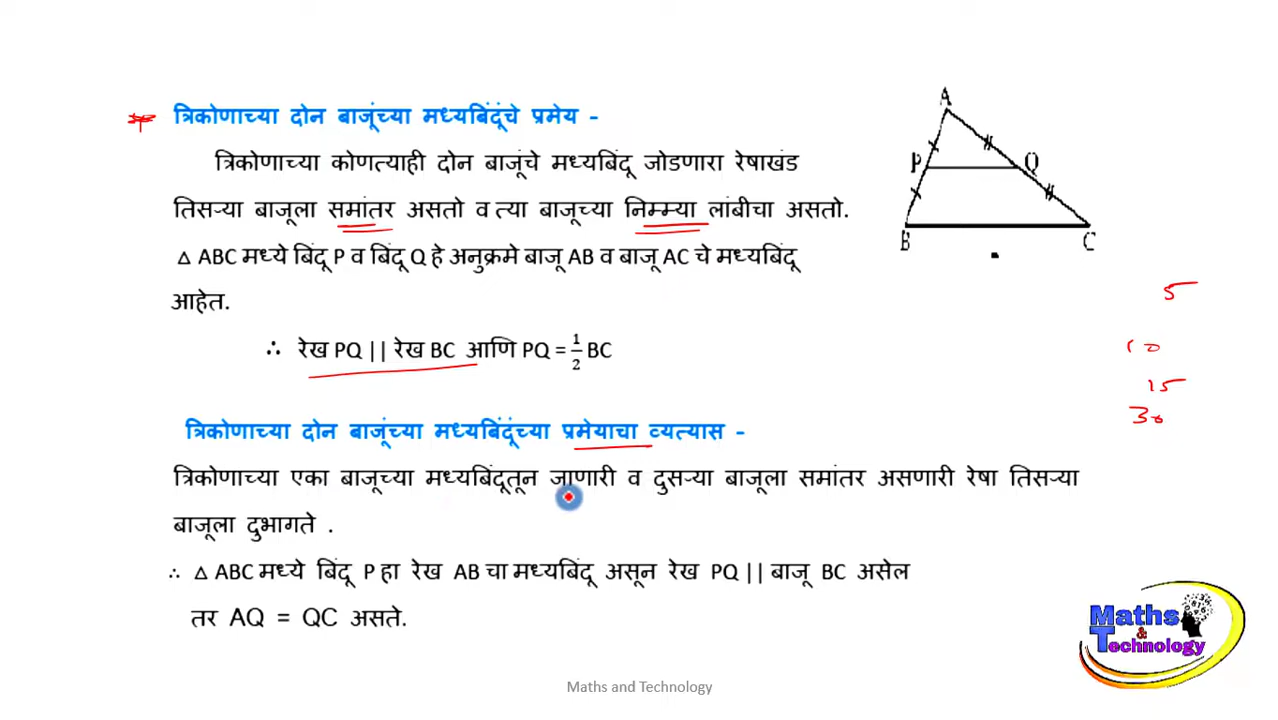 त्रिकोणाच्या दोन बाजूंच्या मध्यबिंदूंचे प्रमेय -
त्रिकोणाच्या कोणत्याही दोन बाजूंचे मध्यबिंदू जोडणारा रेषाखंड
तिसऱ्या बाजूला समांतर असतो व त्या बाजूच्या निम्म्या लांबीचा असतो.
△ ABC मध्ये बिंदू P व बिंदू Q हे अनुक्रमे बाजू AB व बाजू AC चे मध्यबिंदू
आहेत.
∴ रेख PQ || रेख BC आणि PQ = 1/2 BC
A
P Q
B C
5
10
15
30
त्रिकोणाच्या दोन बाजूंच्या मध्यबिंदूंच्या प्रमेयाचा व्यत्यास -
त्रिकोणाच्या एका बाजूच्या मध्यबिंदूतून जाणारी व दुसऱ्या बाजूला समांतर असणारी रेषा तिसऱ्या
बाजूला दुभागते .
∴ △ ABC मध्ये बिंदू P हा रेख AB चा मध्यबिंदू असून रेख PQ || बाजू BC असेल
तर AQ = QC असते.
Maths
&
Technology
Maths and Technology